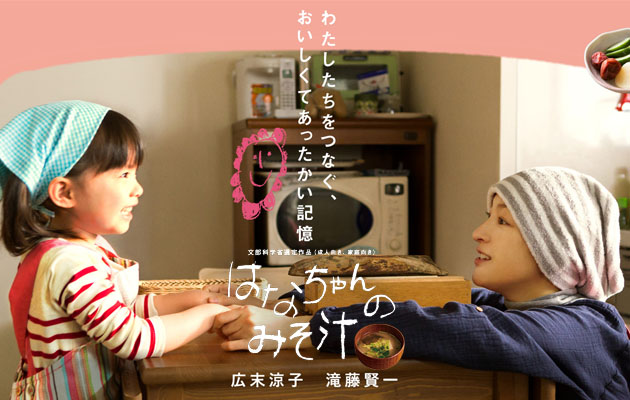 わたしたちをつなぐ、
おいしくてあったかい記憶
文部科学省選定作品(成人向き、家庭向き)
はなちゃんの
みそ汁
広末涼子 滝藤賢一